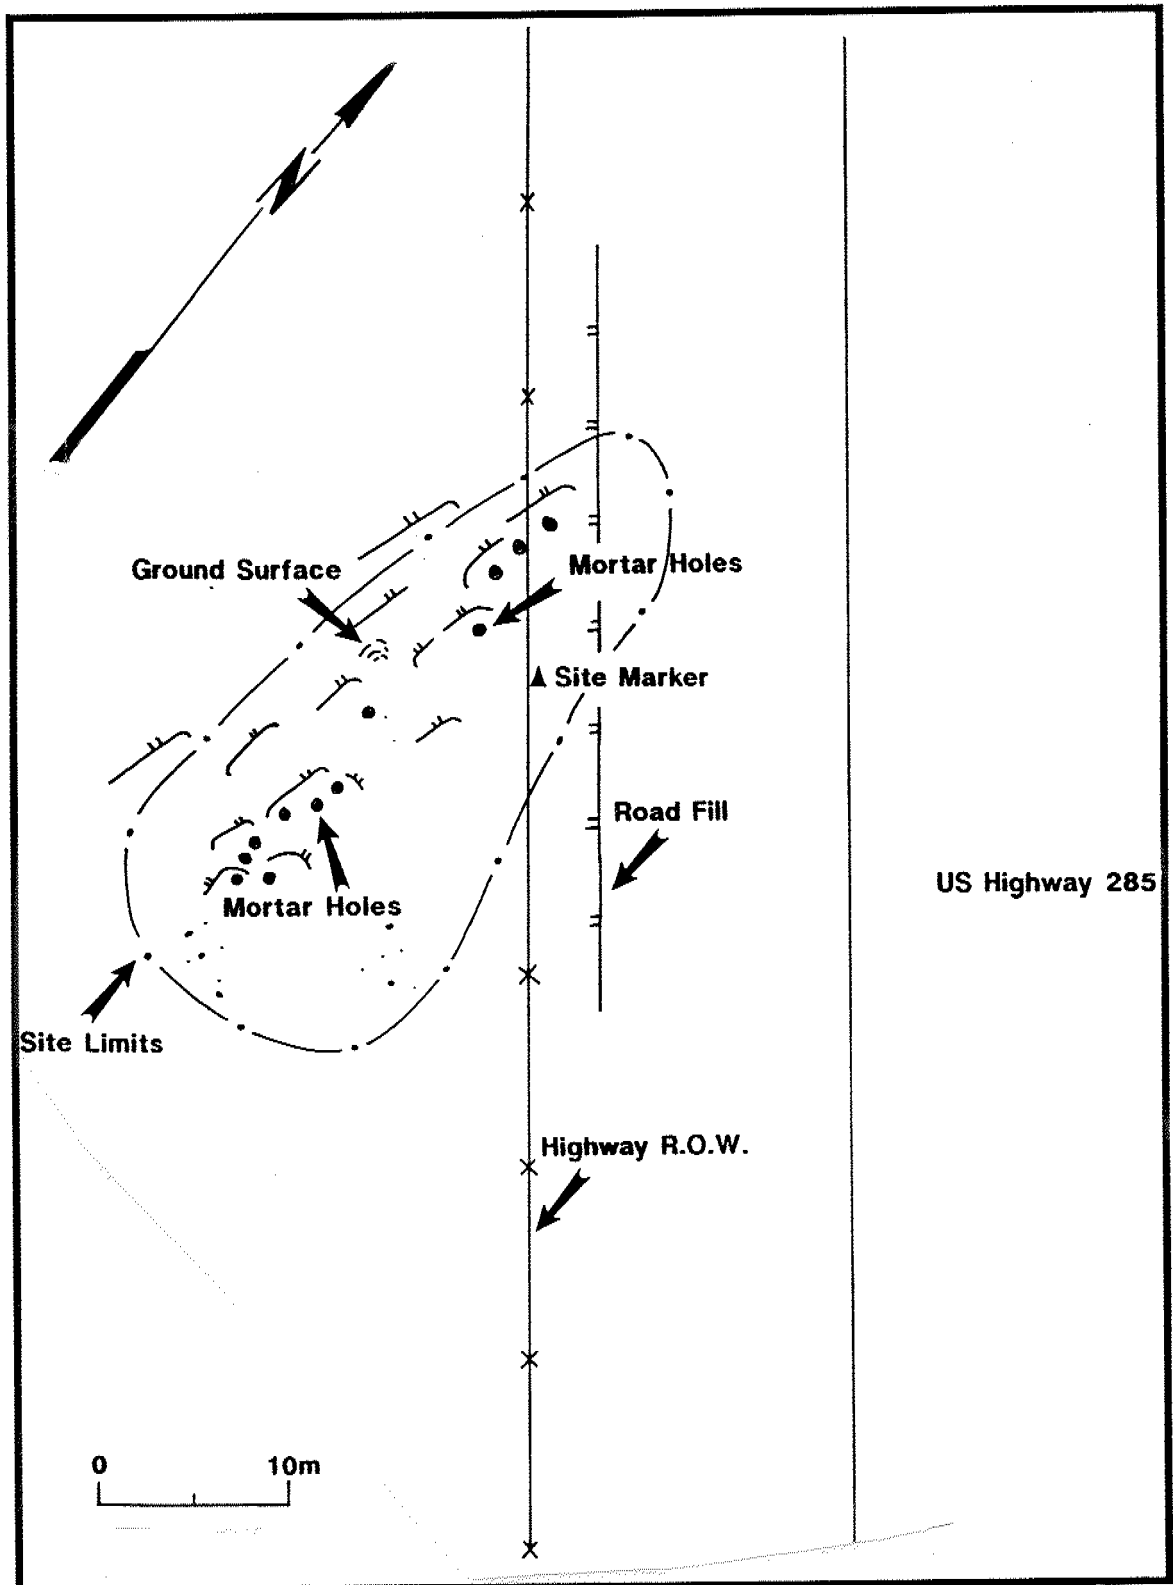 N
Ground Surface
Mortar Holes
Site Marker
Road Fill
US Highway 285
Mortar Holes
Site Limits
Highway R.O.W.
0 10m